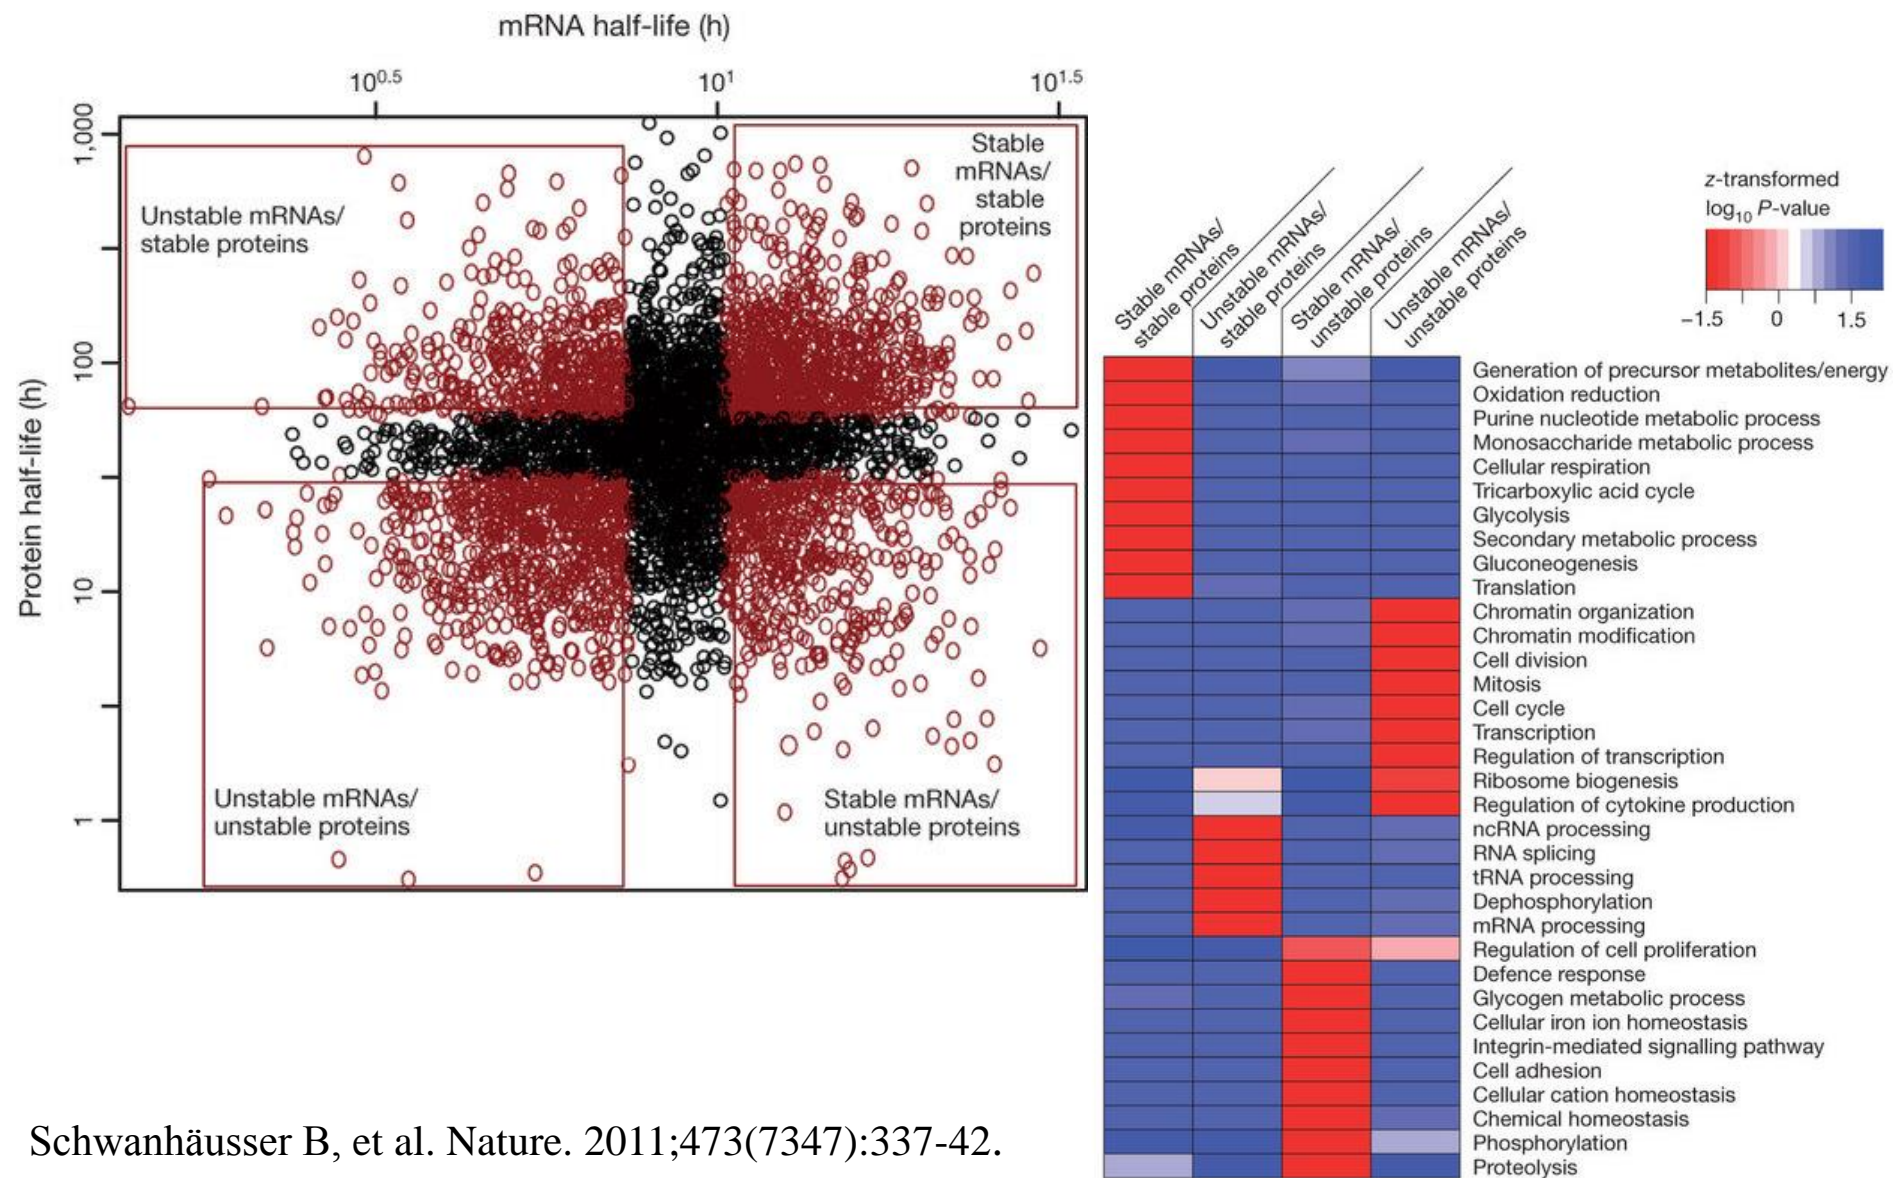 mRNA half-life (h)
10^0.5
10^1
10^1.5
Protein half-life (h)
1,000
100
10
1
Unstable mRNAs/
stable proteins
Stable
mRNAs/
stable
proteins
Unstable mRNAs/
unstable proteins
Stable mRNAs/
unstable proteins
Stable mRNAs/
stable proteins
Unstable mRNAs/
stable proteins
Stable mRNAs/
unstable proteins
Unstable mRNAs/
unstable proteins
z-transformed
log10 P-value
−1.5 0 1.5
Generation of precursor metabolites/energy
Oxidation reduction
Purine nucleotide metabolic process
Monosaccharide metabolic process
Cellular respiration
Tricarboxylic acid cycle
Glycolysis
Secondary metabolic process
Gluconeogenesis
Translation
Chromatin organization
Chromatin modification
Cell division
Mitosis
Cell cycle
Transcription
Regulation of transcription
Ribosome biogenesis
Regulation of cytokine production
ncRNA processing
RNA splicing
tRNA processing
Dephosphorylation
mRNA processing
Regulation of cell proliferation
Defence response
Glycogen metabolic process
Cellular iron ion homeostasis
Integrin-mediated signalling pathway
Cell adhesion
Cellular cation homeostasis
Chemical homeostasis
Phosphorylation
Proteolysis
Schwanhäusser B, et al. Nature. 2011;473(7347):337-42.